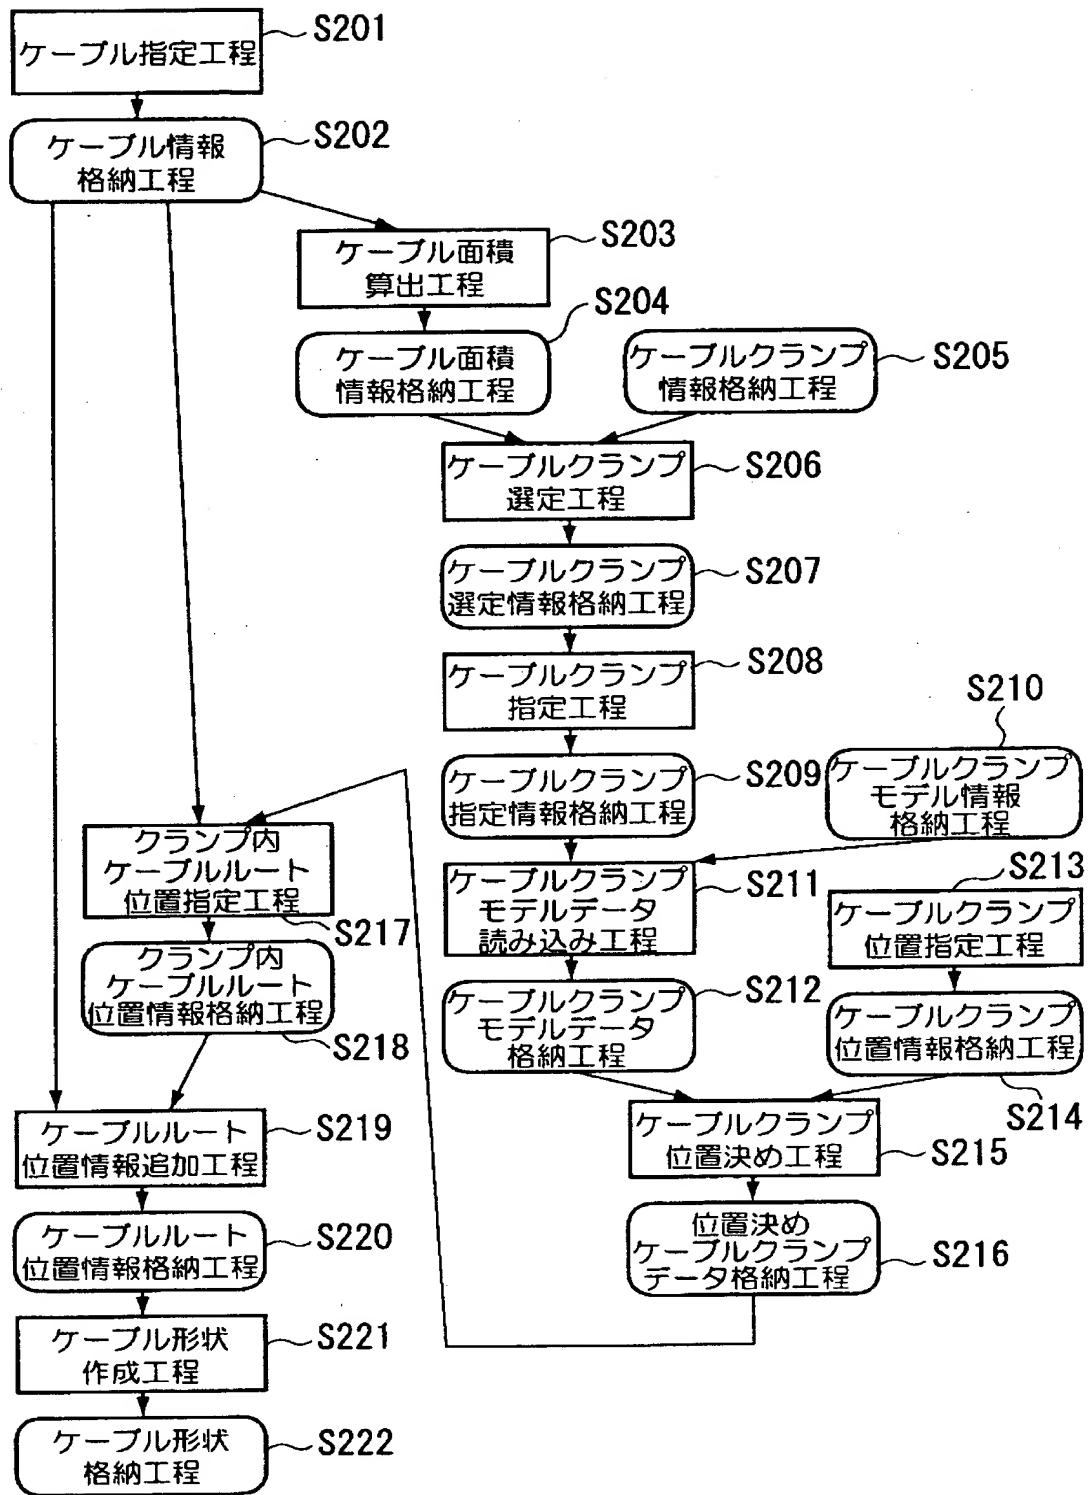 ケーブル指定工程
S201
ケーブル情報
格納工程
S202
ケーブル面積
算出工程
S203
ケーブル面積
情報格納工程
S204
ケーブルクランプ
情報格納工程
S205
ケーブルクランプ
選定工程
S206
ケーブルクランプ
選定情報格納工程
S207
ケーブルクランプ
指定工程
S208
ケーブルクランプ
指定情報格納工程
S209
ケーブルクランプ
モデル情報
格納工程
S210
ケーブルクランプ
モデルデータ
読み込み工程
S211
ケーブルクランプ
モデルデータ
格納工程
S212
ケーブルクランプ
位置指定工程
S213
ケーブルクランプ
位置情報格納工程
S214
ケーブルクランプ
位置決め工程
S215
位置決め
ケーブルクランプ
データ格納工程
S216
クランプ内
ケーブルルート
位置指定工程
S217
クランプ内
ケーブルルート
位置情報格納工程
S218
ケーブルルート
位置情報追加工程
S219
ケーブルルート
位置情報格納工程
S220
ケーブル形状
作成工程
S221
ケーブル形状
格納工程
S222